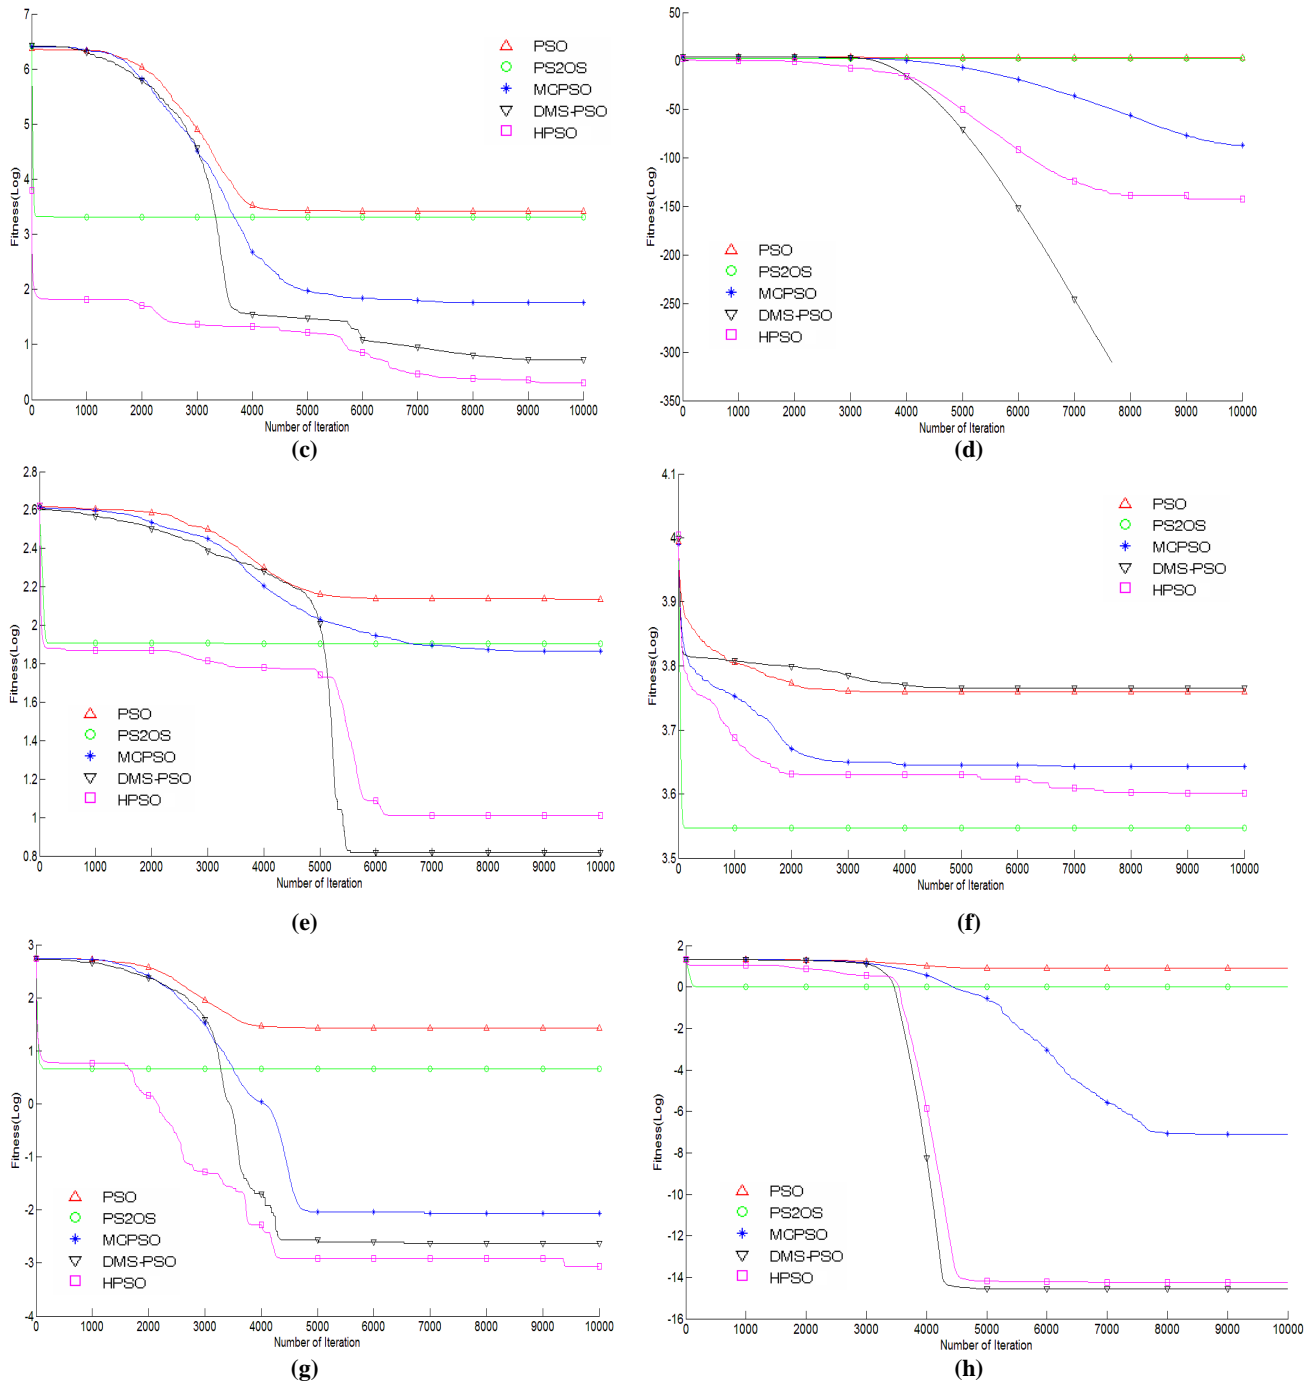 7
6
5
4
3
2
1
0
Fitness(Log)
0 1000 2000 3000 4000 5000 6000 7000 8000 9000 10000
Number of Iteration
PSO
PS2OS
MCPSO
DMS-PSO
HPSO
(c)
50
0
-50
-100
-150
-200
-250
-300
-350
Fitness(Log)
0 1000 2000 3000 4000 5000 6000 7000 8000 9000 10000
Number of Iteration
PSO
PS2OS
MCPSO
DMS-PSO
HPSO
(d)
2.8
2.6
2.4
2.2
2
1.8
1.6
1.4
1.2
1
0.8
Fitness(Log)
0 1000 2000 3000 4000 5000 6000 7000 8000 9000 10000
Number of Iteration
PSO
PS2OS
MCPSO
DMS-PSO
HPSO
(e)
4.1
4
3.9
3.8
3.7
3.6
3.5
Fitness(Log)
0 1000 2000 3000 4000 5000 6000 7000 8000 9000 10000
Number of Iteration
PSO
PS2OS
MCPSO
DMS-PSO
HPSO
(f)
3
2
1
0
-1
-2
-3
-4
Fitness(Log)
0 1000 2000 3000 4000 5000 6000 7000 8000 9000 10000
Number of Iteration
PSO
PS2OS
MCPSO
DMS-PSO
HPSO
(g)
2
0
-2
-4
-6
-8
-10
-12
-14
-16
Fitness(Log)
0 1000 2000 3000 4000 5000 6000 7000 8000 9000 10000
Number of Iteration
PSO
PS2OS
MCPSO
DMS-PSO
HPSO
(h)